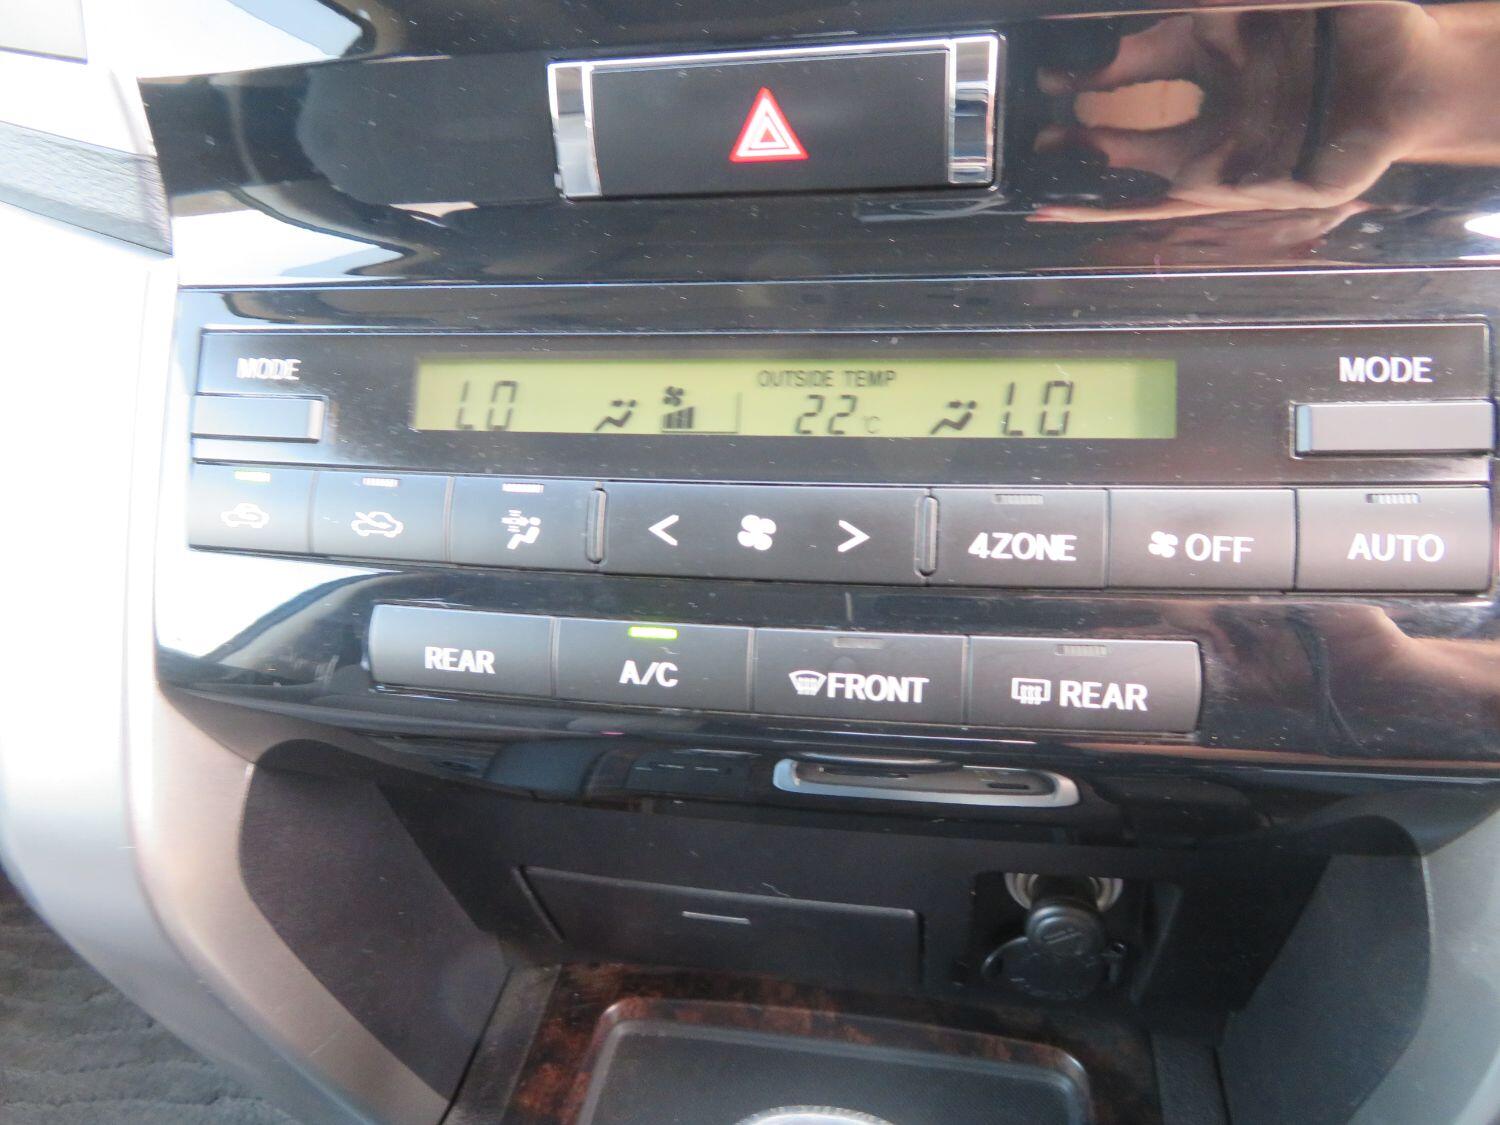 MODE
OUTSIDE TEMP
LO 22°C LO
MODE
4ZONE
OFF
AUTO
REAR
A/C
FRONT
REAR